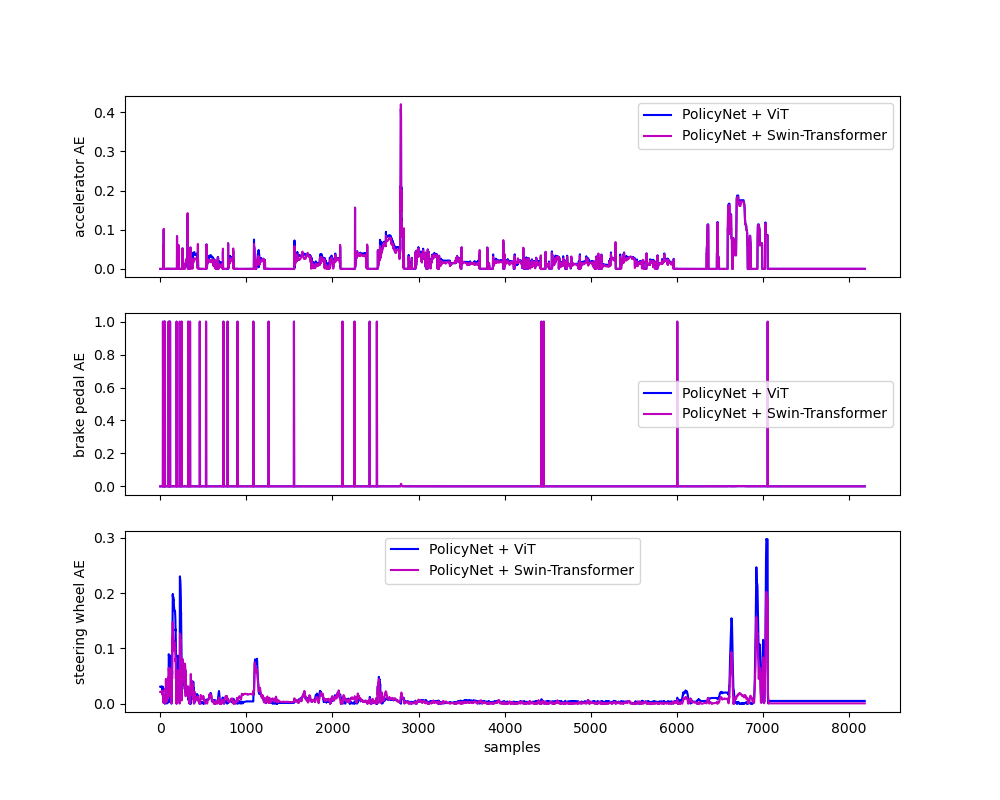 accelerator AE
0.4
0.3
0.2
0.1
0.0
PolicyNet + ViT
PolicyNet + Swin-Transformer
brake pedal AE
1.0
0.8
0.6
0.4
0.2
0.0
PolicyNet + ViT
PolicyNet + Swin-Transformer
steering wheel AE
0.3
0.2
0.1
0.0
PolicyNet + ViT
PolicyNet + Swin-Transformer
0 1000 2000 3000 4000 5000 6000 7000 8000
samples